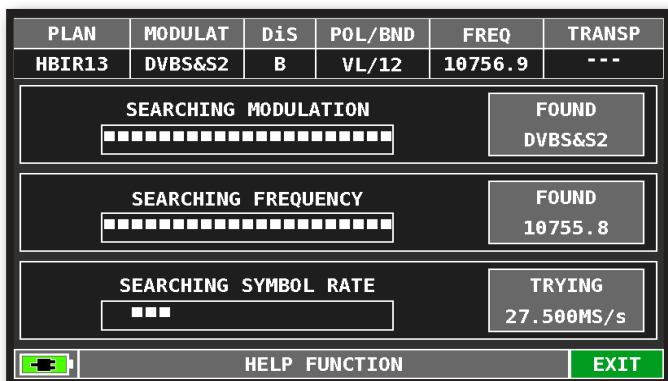 PLAN MODULAT DiS POL/BND FREQ TRANSP
HBIR13 DVBS&S2 B VL/12 10756.9 ---
SEARCHING MODULATION
FOUND
DVBS&S2
SEARCHING FREQUENCY
FOUND
10755.8
SEARCHING SYMBOL RATE
TRYING
27.500MS/s
HELP FUNCTION EXIT